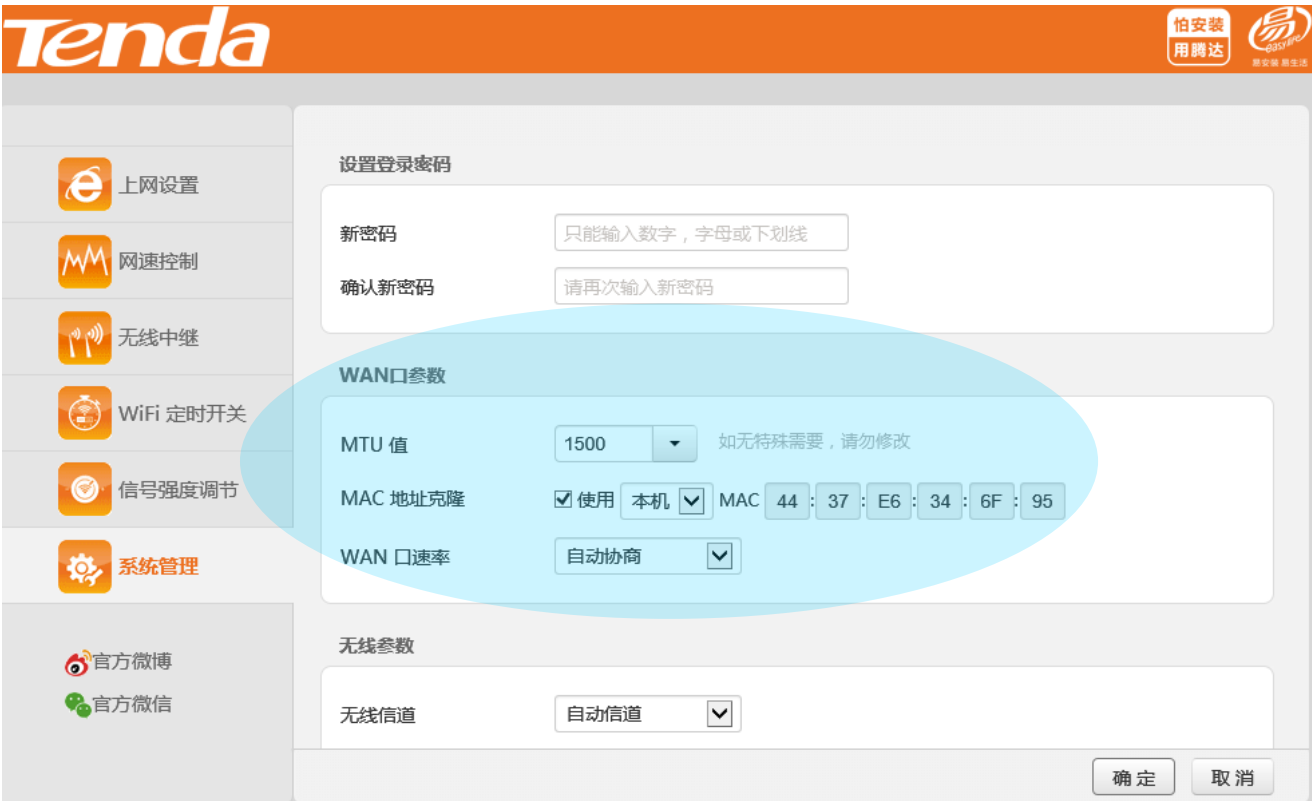 Tenda
怕安装
用腾达
易
easy life
易安装 易生活
上网设置
网速控制
无线中继
WiFi 定时开关
信号强度调节
系统管理
官方微博
官方微信
设置登录密码
新密码 只能输入数字，字母或下划线
确认新密码 请再次输入新密码
WAN口参数
MTU 值 1500 如无特殊需要，请勿修改
MAC 地址克隆 使用 本机 MAC 44 : 37 : E6 : 34 : 6F : 95
WAN 口速率 自动协商
无线参数
无线信道 自动信道
确定 取消